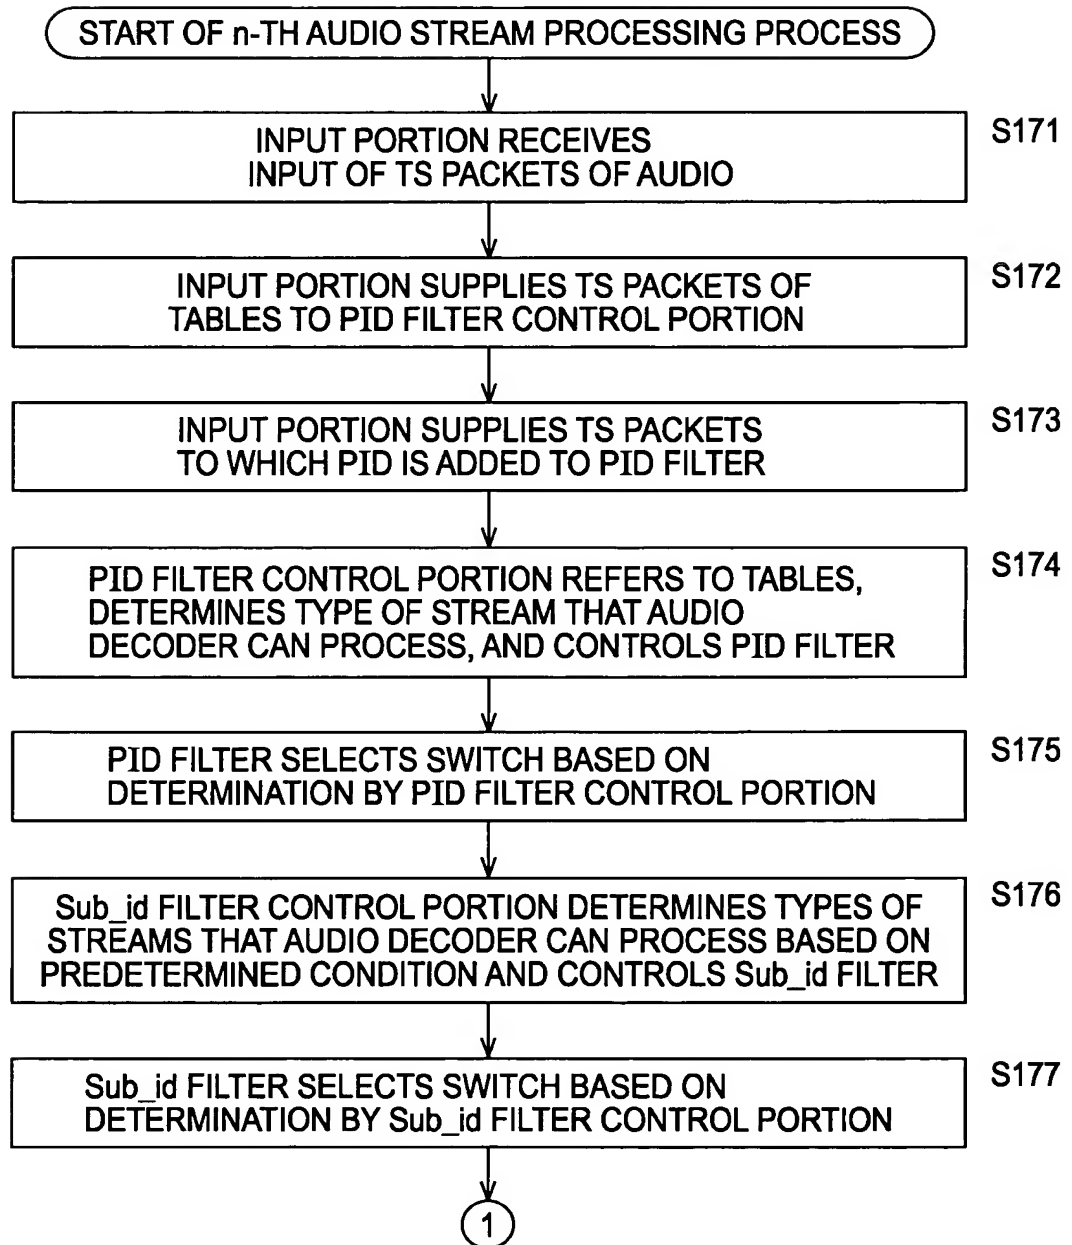 START OF n-TH AUDIO STREAM PROCESSING PROCESS
S171
INPUT PORTION RECEIVES
INPUT OF TS PACKETS OF AUDIO
S172
INPUT PORTION SUPPLIES TS PACKETS OF
TABLES TO PID FILTER CONTROL PORTION
S173
INPUT PORTION SUPPLIES TS PACKETS
TO WHICH PID IS ADDED TO PID FILTER
S174
PID FILTER CONTROL PORTION REFERS TO TABLES,
DETERMINES TYPE OF STREAM THAT AUDIO
DECODER CAN PROCESS, AND CONTROLS PID FILTER
S175
PID FILTER SELECTS SWITCH BASED ON
DETERMINATION BY PID FILTER CONTROL PORTION
S176
Sub_id FILTER CONTROL PORTION DETERMINES TYPES OF
STREAMS THAT AUDIO DECODER CAN PROCESS BASED ON
PREDETERMINED CONDITION AND CONTROLS Sub_id FILTER
S177
Sub_id FILTER SELECTS SWITCH BASED ON
DETERMINATION BY Sub_id FILTER CONTROL PORTION
1